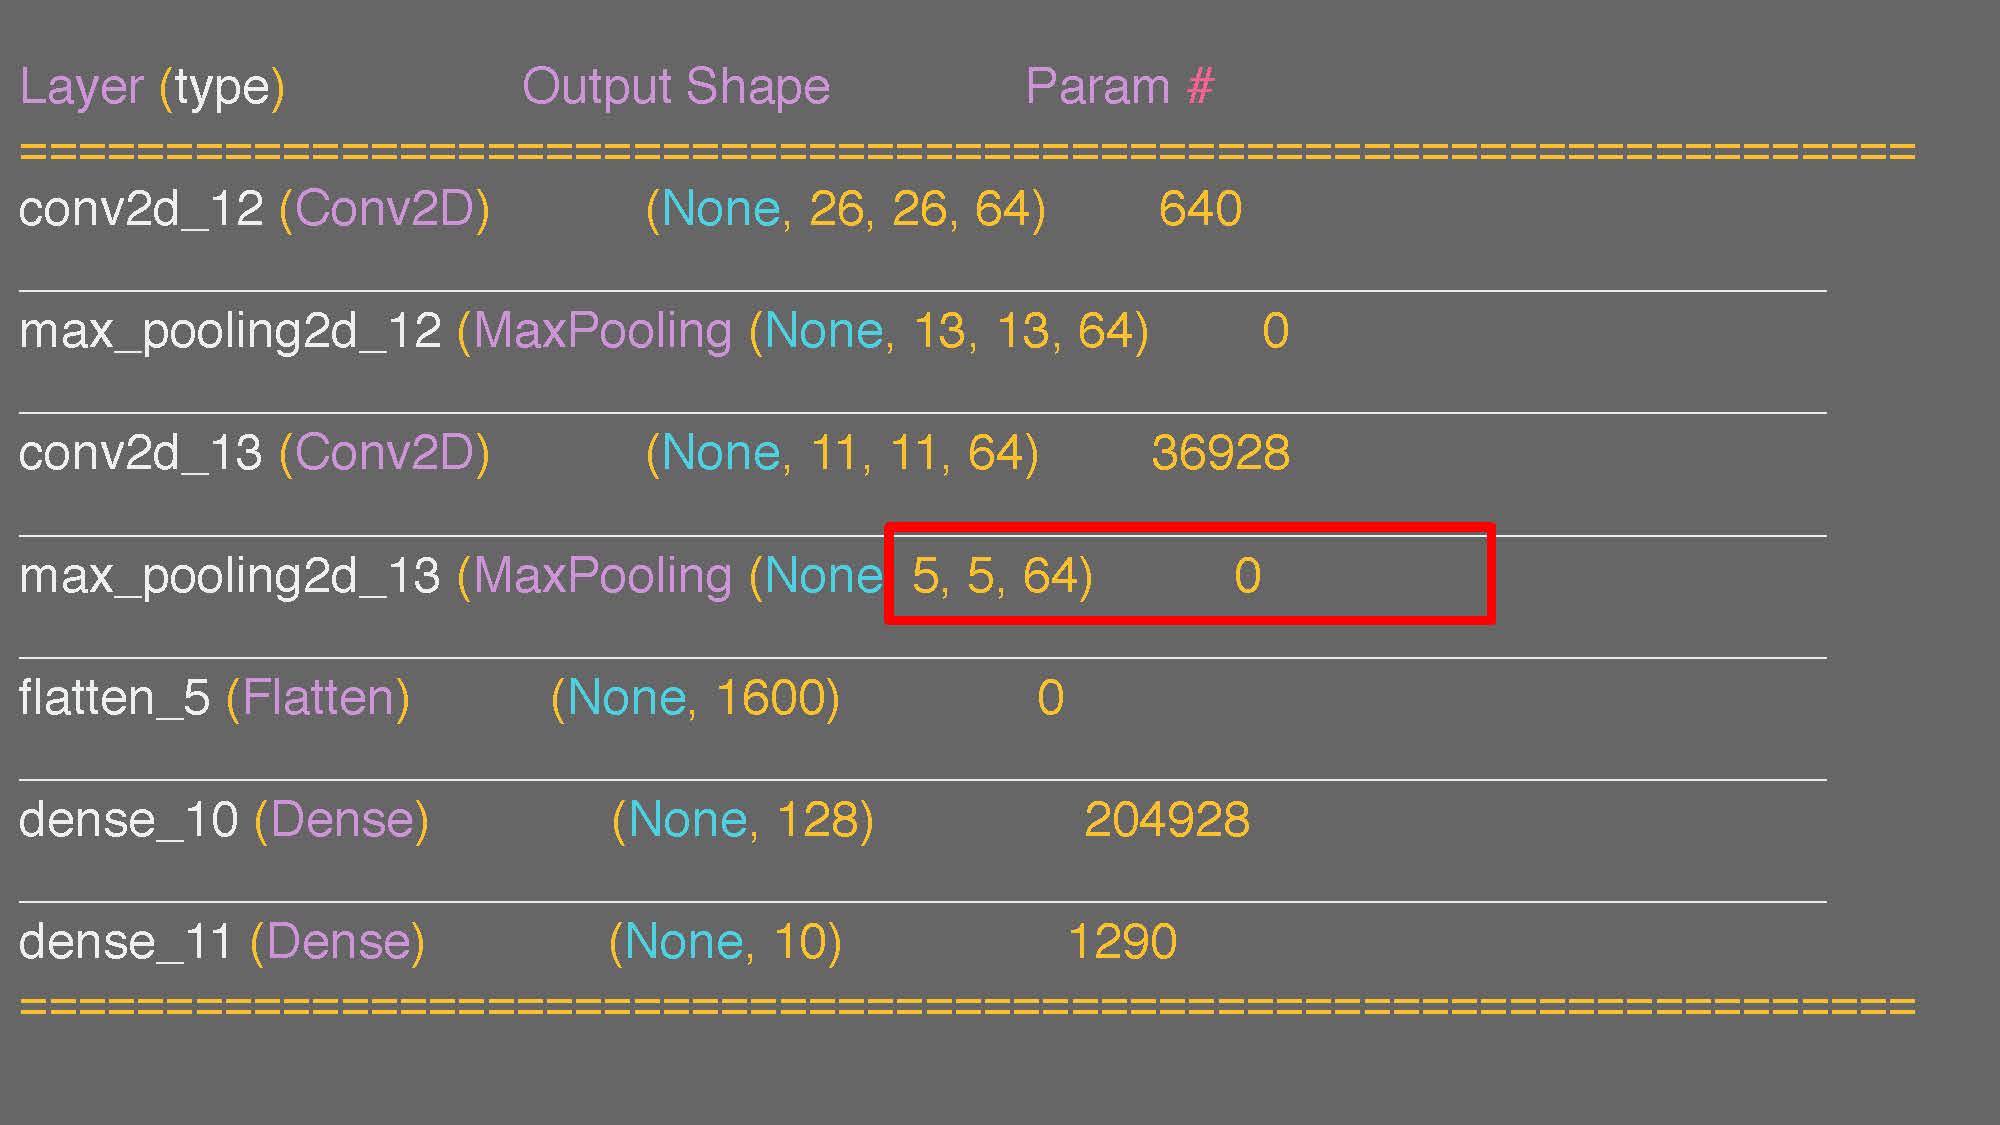 Layer (type) Output Shape Param #
=================================================================
conv2d_12 (Conv2D) (None, 26, 26, 64) 640
max_pooling2d_12 (MaxPooling (None, 13, 13, 64) 0
conv2d_13 (Conv2D) (None, 11, 11, 64) 36928
max_pooling2d_13 (MaxPooling (None 5, 5, 64) 0
flatten_5 (Flatten) (None, 1600) 0
dense_10 (Dense) (None, 128) 204928
dense_11 (Dense) (None, 10) 1290
=================================================================